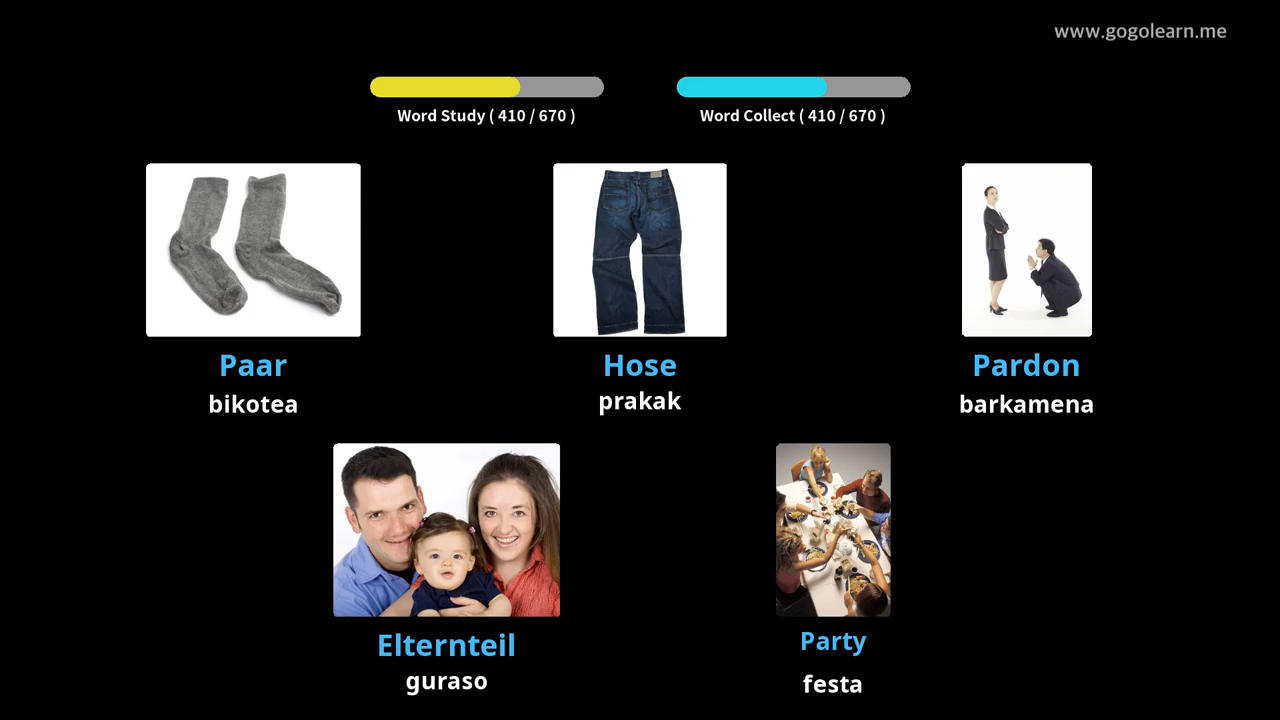 www.gogolearn.me
Word Study ( 410 / 670 )
Word Collect ( 410 / 670 )
Paar
bikotea
Hose
prakak
Pardon
barkamena
Elternteil
guraso
Party
festa